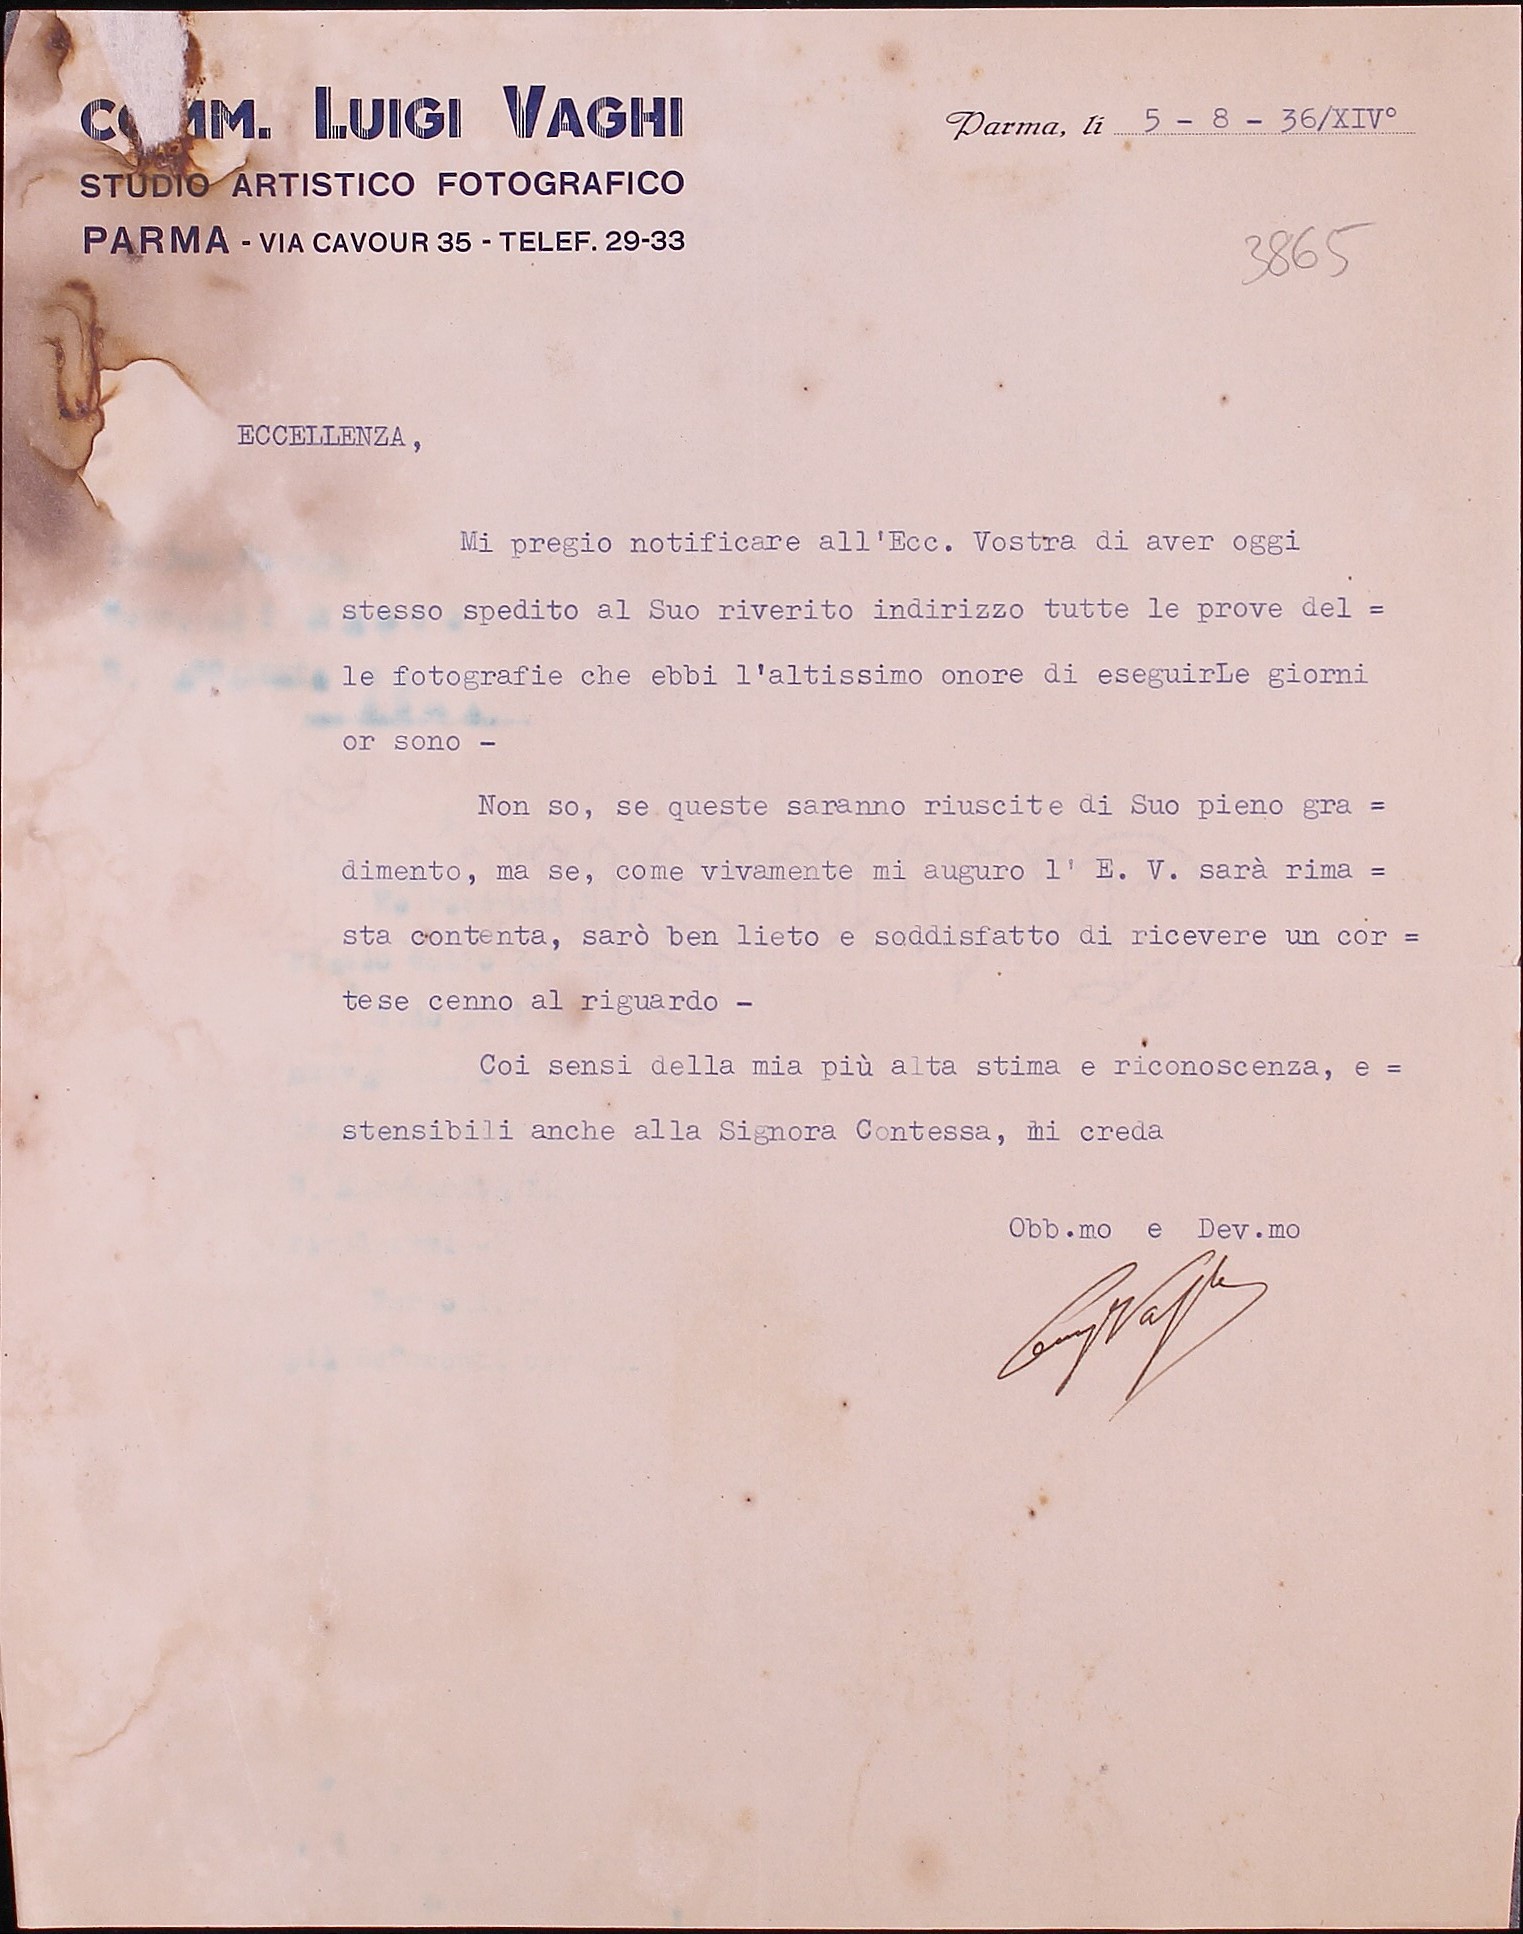 COMM. LUIGI VAGHI
STUDIO ARTISTICO FOTOGRAFICO
PARMA - VIA CAVOUR 35 - TELEF. 29-33
Parma, lì 5 - 8 - 36/XIV°
3865
ECCELLENZA,
Mi pregio notificare all'Ecc. Vostra di aver oggi
stesso spedito al Suo riverito indirizzo tutte le prove del =
le fotografie che ebbi l'altissimo onore di eseguirLe giorni
or sono -
Non so, se queste saranno riuscite di Suo pieno gra =
dimento, ma se, come vivamente mi auguro l' E. V. sarà rima =
sta contenta, sarò ben lieto e soddisfatto di ricevere un cor =
tese cenno al riguardo -
Coi sensi della mia più alta stima e riconoscenza, e =
stensibili anche alla Signora Contessa, mi creda
Obb.mo e Dev.mo
Luigi Vaghi